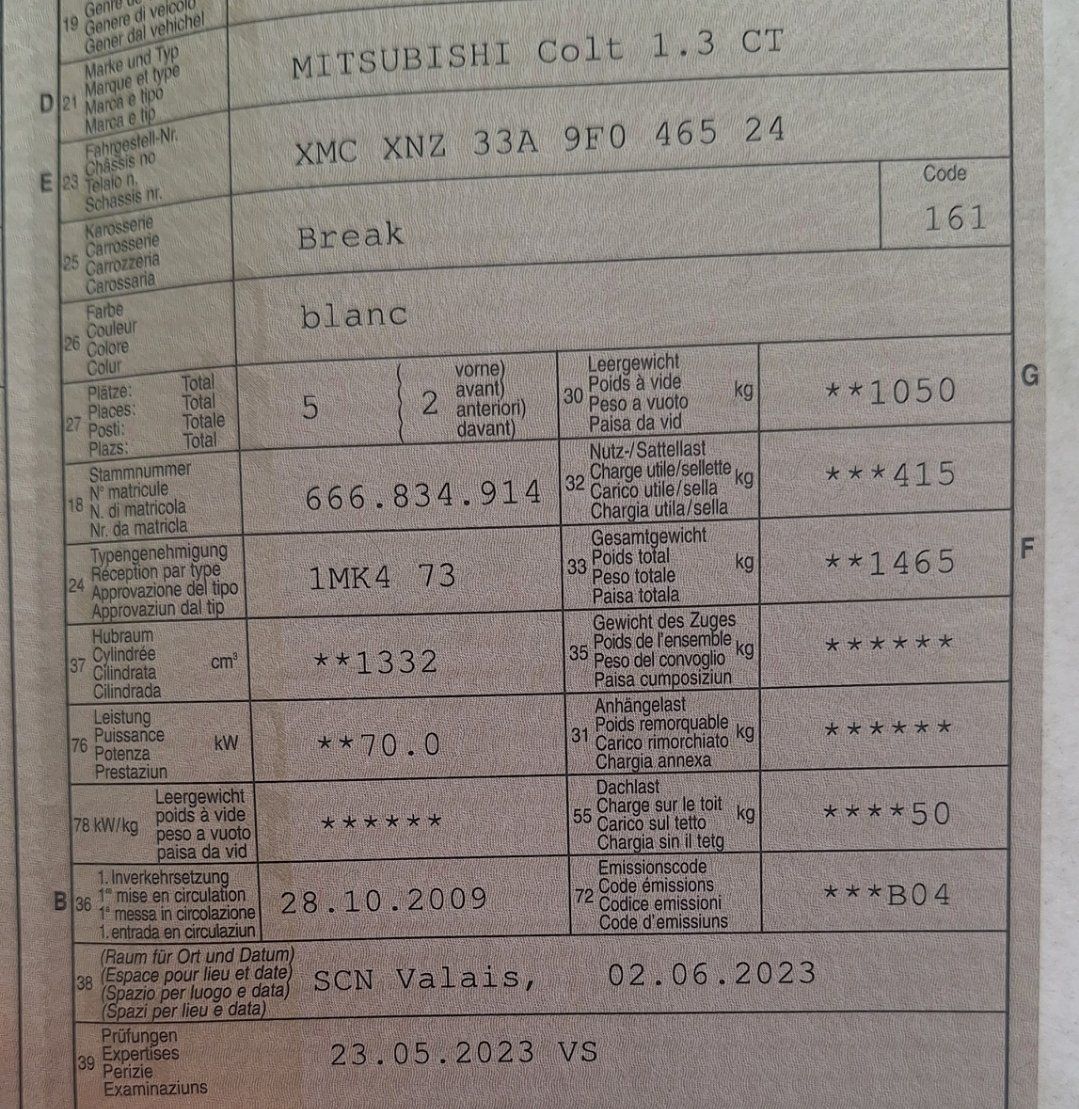 19 Genre de
Genere di veicolo
Gener dal vehichel
D 21 Marke und Typ
Marque et type
Marca e tipo
Marca e tip
MITSUBISHI Colt 1.3 CT
E 23 Fahrgestell-Nr.
Châssis no
Telaio n.
Schassis nr.
XMC XNZ 33A 9F0 465 24
25 Karosserie
Carrosserie
Carrozzeria
Carossaria
Break
Code
161
26 Farbe
Couleur
Colore
Colur
blanc
27 Plätze: Total
Places: Total
Posti: Totale
Plazs: Total
5 ( 2 vorne)
avant)
anteriori)
davant)
30 Leergewicht
Poids à vide
Peso a vuoto
Paisa da vid
kg
**1050
G
18 Stammnummer
N° matricule
N. di matricola
Nr. da matricla
666.834.914
32 Nutz-/Sattellast
Charge utile/sellette
Carico utile/sella
Chargia utila/sella
kg
***415
24 Typengenehmigung
Réception par type
Approvazione del tipo
Approvaziun dal tip
1MK4 73
33 Gesamtgewicht
Poids total
Peso totale
Paisa totala
kg
**1465
F
37 Hubraum
Cylindrée
Cilindrata
Cilindrada
cm³
**1332
35 Gewicht des Zuges
Poids de l'ensemble
Peso del convoglio
Paisa cumposiziun
kg
******
76 Leistung
Puissance
Potenza
Prestaziun
kW
**70.0
31 Anhängelast
Poids remorquable
Carico rimorchiato
Chargia annexa
kg
******
78 kW/kg Leergewicht
poids à vide
peso a vuoto
paisa da vid
******
55 Dachlast
Charge sur le toit
Carico sul tetto
Chargia sin il tetg
kg
****50
B 36 1. Inverkehrsetzung
1re mise en circulation
1a messa in circolazione
1. entrada en circulaziun
28.10.2009
72 Emissionscode
Code émissions
Codice emissioni
Code d'emissiuns
***B04
38 (Raum für Ort und Datum)
(Espace pour lieu et date)
(Spazio per luogo e data)
(Spazi per lieu e data)
SCN Valais, 02.06.2023
39 Prüfungen
Expertises
Perizie
Examinaziuns
23.05.2023 VS